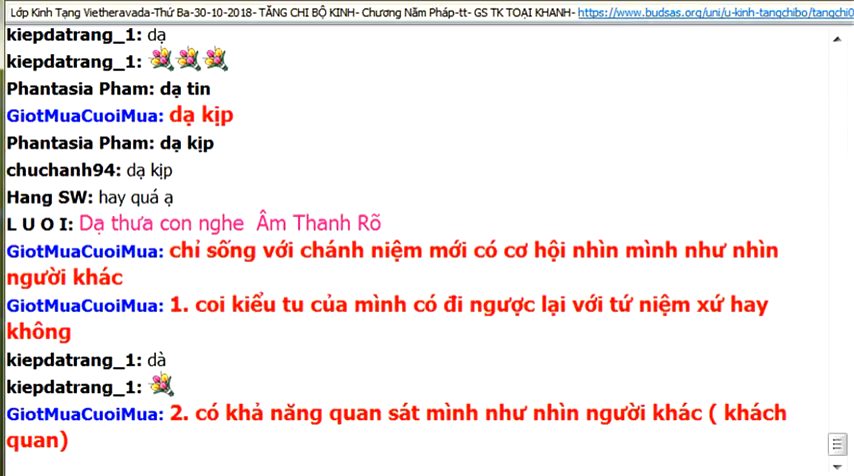 Lớp Kinh Tạng Vietheravada-Thứ Ba-30-10-2018- TĂNG CHI BỘ KINH- Chương Năm Pháp-tt- GS TK TOẠI KHANH- https://www.budsas.org/uni/u-kinh-tangchibo/tangchi0
kiepdatrang_1: dạ
kiepdatrang_1:
Phantasia Pham: dạ tin
GiotMuaCuoiMua: dạ kịp
Phantasia Pham: dạ kịp
chuchanh94: dạ kịp
Hang SW: hay quá ạ
L U O I: Dạ thưa con nghe Âm Thanh Rõ
GiotMuaCuoiMua: chỉ sống với chánh niệm mới có cơ hội nhìn mình như nhìn
người khác
GiotMuaCuoiMua: 1. coi kiểu tu của mình có đi ngược lại với tứ niệm xứ hay
không
kiepdatrang_1: dà
kiepdatrang_1:
GiotMuaCuoiMua: 2. có khả năng quan sát mình như nhìn người khác ( khách
quan)